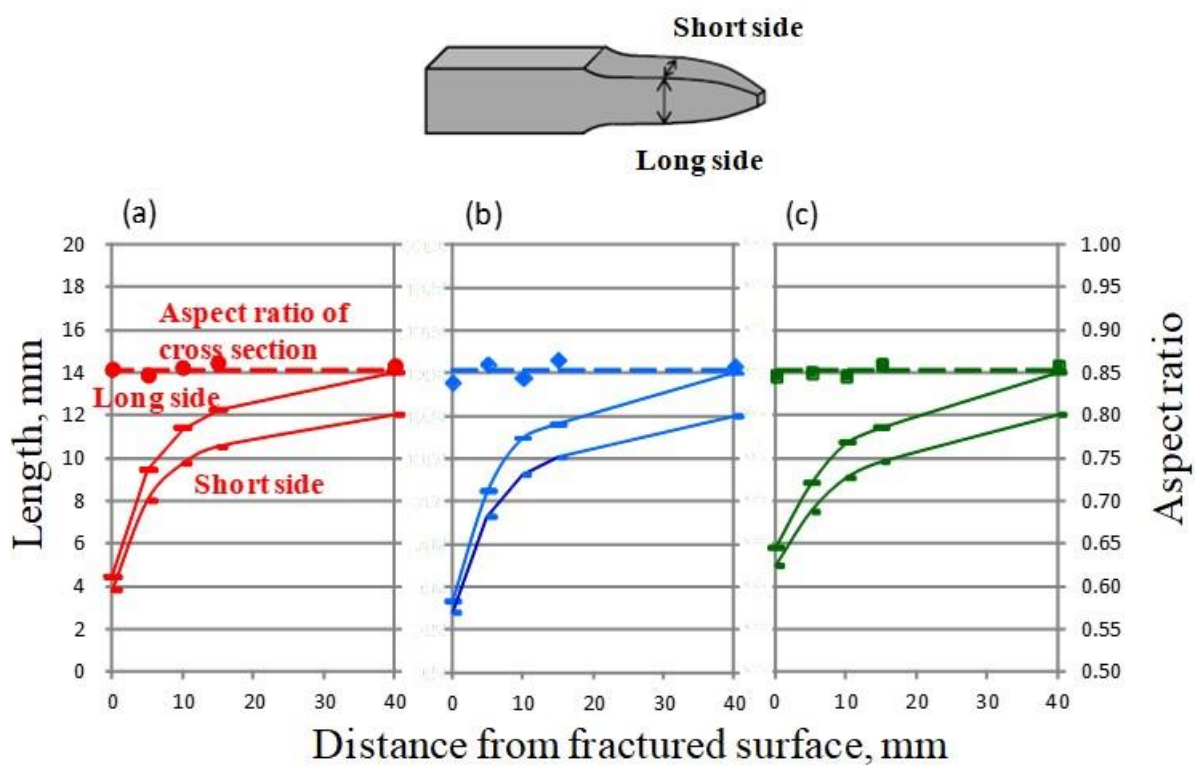 Short side
Long side
(a) (b) (c)
20 1.00
18 0.95
16 0.90
14 0.85
12 0.80
10 0.75
8 0.70
6 0.65
4 0.60
2 0.55
0 0.50
Aspect ratio of
cross section
Long side
Short side
Length, mm
Aspect ratio
0 10 20 30 40 0 10 20 30 40 0 10 20 30 40
Distance from fractured surface, mm